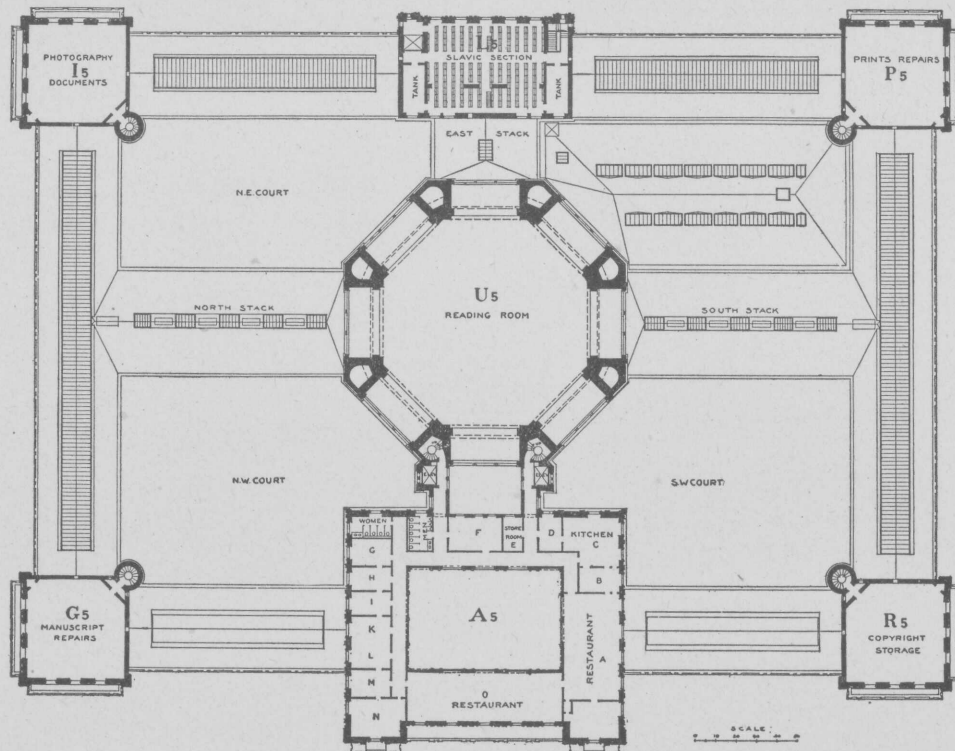 PHOTOGRAPHY
I5
DOCUMENTS
L5
SLAVIC SECTION
TANK
TANK
PRINTS REPAIRS
P5
EAST STACK
N.E. COURT
U5
READING ROOM
NORTH STACK
SOUTH STACK
N.W. COURT
S.W. COURT
WOMEN
MEN
F
STORE
ROOM
E
D
KITCHEN
C
G
H
I
B
K
L
M
N
A5
RESTAURANT
A
O
RESTAURANT
G5
MANUSCRIPT
REPAIRS
R5
COPYRIGHT
STORAGE
SCALE